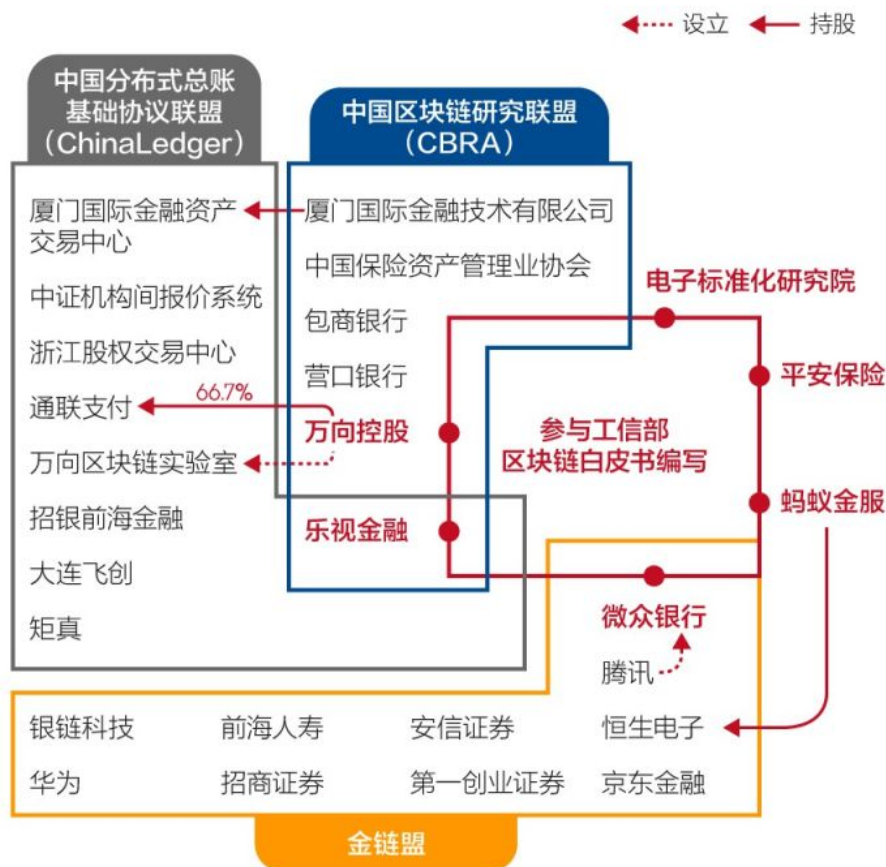 设立 持股
中国分布式总账
基础协议联盟
（ChinaLedger）
中国区块链研究联盟
（CBRA）
厦门国际金融资产
交易中心
中证机构间报价系统
浙江股权交易中心
通联支付
万向区块链实验室
招银前海金融
大连飞创
矩真
厦门国际金融技术有限公司
中国保险资产管理业协会
包商银行
营口银行
66.7%
万向控股
乐视金融
电子标准化研究院
平安保险
参与工信部
区块链白皮书编写
蚂蚁金服
微众银行
腾讯
银链科技 前海人寿 安信证券 恒生电子
华为 招商证券 第一创业证券 京东金融
金链盟